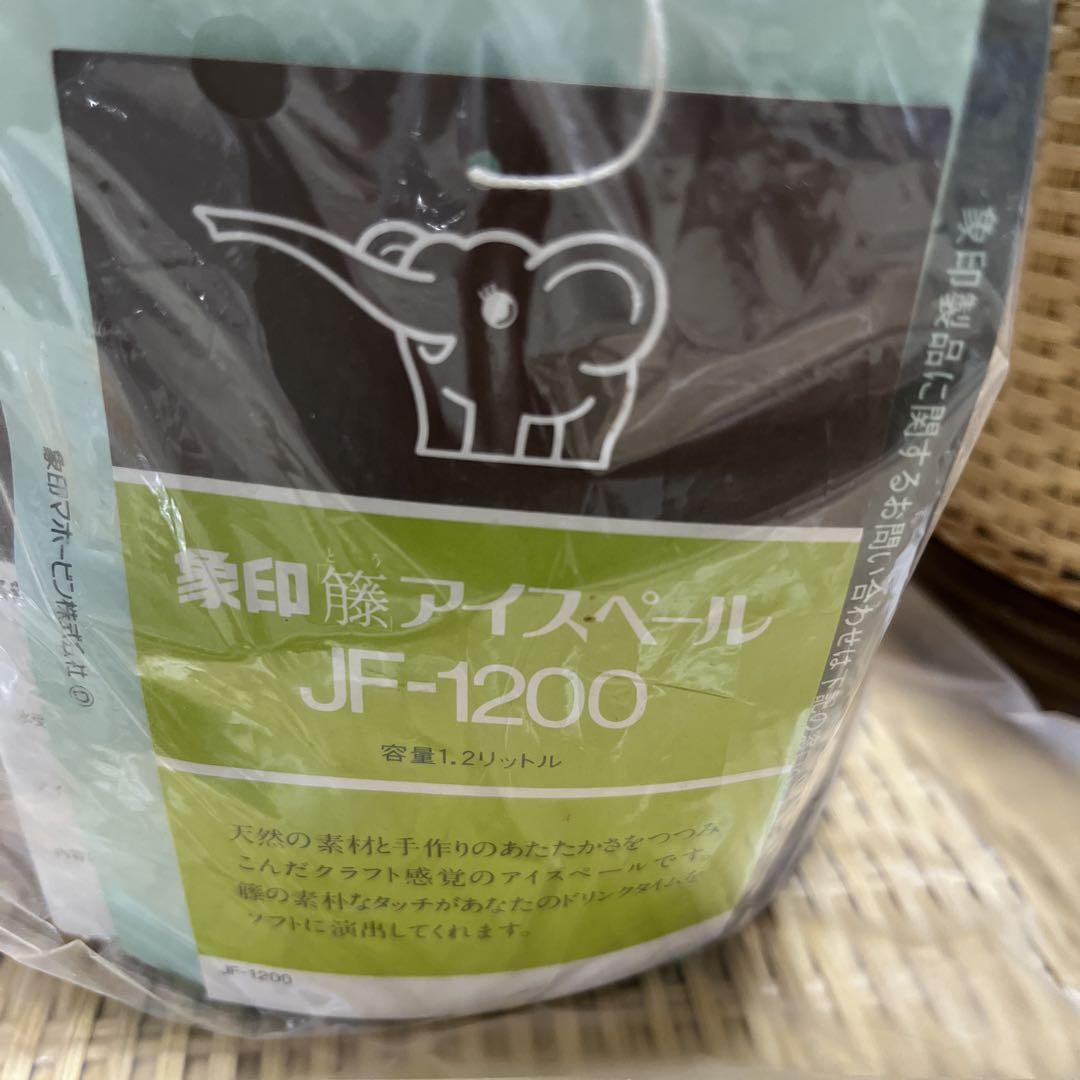 象印「籐」アイスペール
とう
JF-1200
容量1.2リットル
天然の素材と手作りのあたたかさをつつみ
こんだクラフト感覚のアイスペールです。
籐の素朴なタッチがあなたのドリンクタイムを
ソフトに演出してくれます。
JF-1200
象印マホービン株式会社
象印製品に関するお問い合わせは下記の